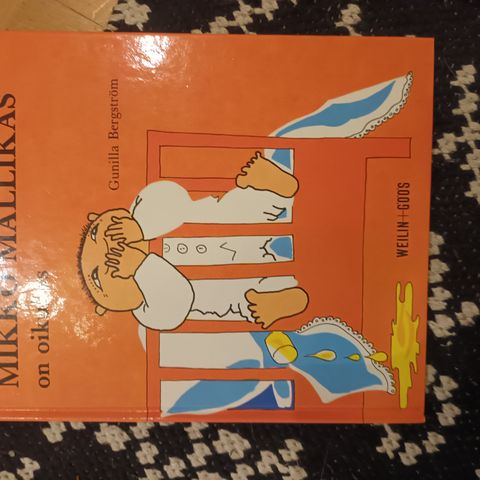 MIKKO MALLIKAS
on
Gunilla Bergström
WEILIN+GÖÖS